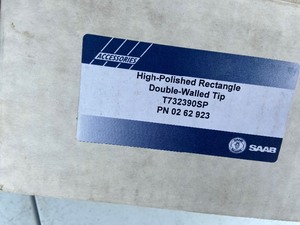 ACCESSORIES
High-Polished Rectangle
Double-Walled Tip
T732390SP
PN 02 62 923
SAAB